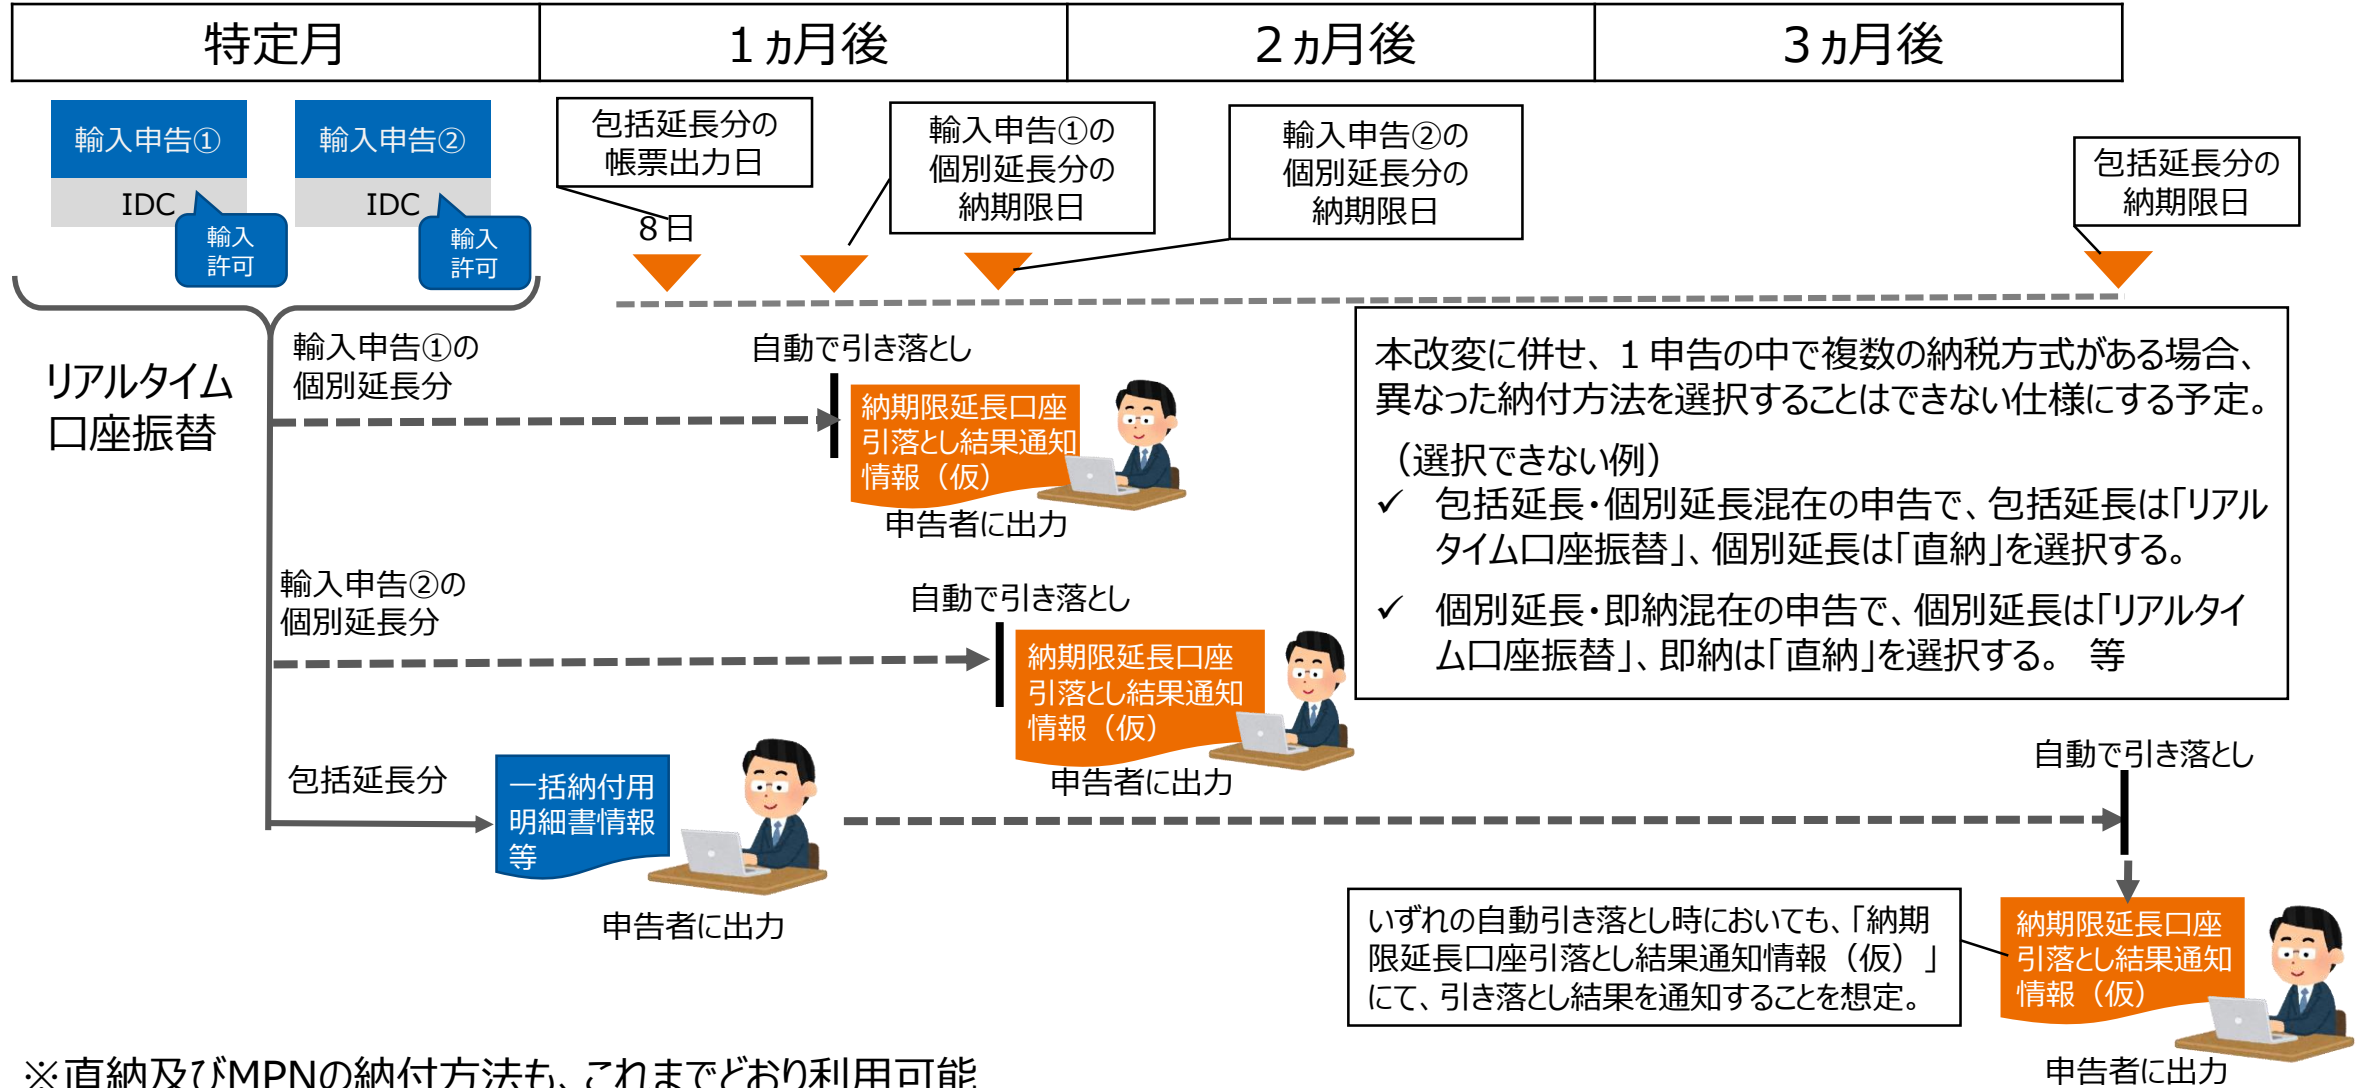 特定月
1ヵ月後
2ヵ月後
3ヵ月後
輸入申告①
IDC
輸入
許可
輸入申告②
IDC
輸入
許可
包括延長分の
帳票出力日
8日
輸入申告①の
個別延長分の
納期限日
輸入申告②の
個別延長分の
納期限日
包括延長分の
納期限日
リアルタイム
口座振替
輸入申告①の
個別延長分
自動で引き落とし
納期限延長口座
引落とし結果通知
情報（仮）
申告者に出力
本改変に併せ、1申告の中で複数の納税方式がある場合、
異なった納付方法を選択することはできない仕様にする予定。
（選択できない例）
✓ 包括延長・個別延長混在の申告で、包括延長は「リアル
タイム口座振替」、個別延長は「直納」を選択する。
✓ 個別延長・即納混在の申告で、個別延長は「リアルタイ
ム口座振替」、即納は「直納」を選択する。 等
輸入申告②の
個別延長分
自動で引き落とし
納期限延長口座
引落とし結果通知
情報（仮）
申告者に出力
包括延長分
一括納付用
明細書情報
等
申告者に出力
自動で引き落とし
いずれの自動引き落とし時においても、「納期
限延長口座引落とし結果通知情報（仮）」
にて、引き落とし結果を通知することを想定。
納期限延長口座
引落とし結果通知
情報（仮）
申告者に出力
※直納及びMPNの納付方法も、これまでどおり利用可能